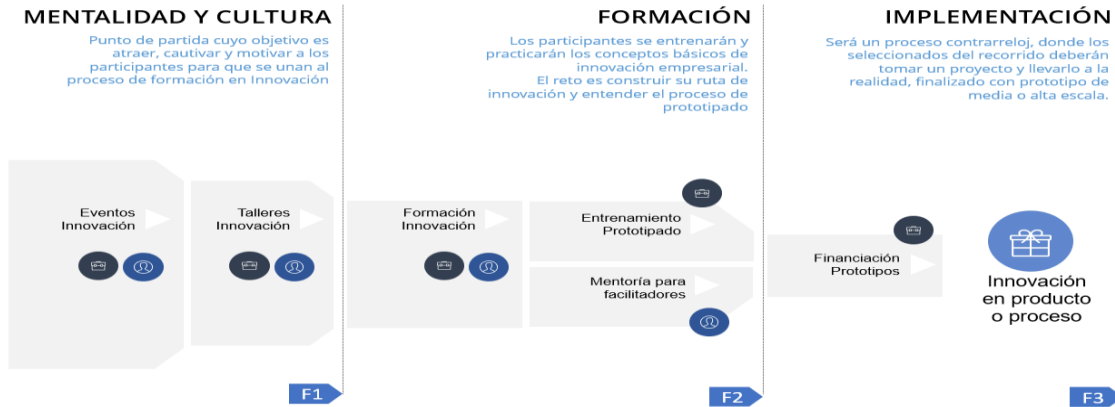 MENTALIDAD Y CULTURA
Punto de partida cuyo objetivo es
atraer, cautivar y motivar a los
participantes para que se unan al
proceso de formación en Innovación
Eventos
Innovación
Talleres
Innovación
F1
FORMACIÓN
Los participantes se entrenarán y
practicarán los conceptos básicos de
innovación empresarial.
El reto es construir su ruta de
innovación y entender el proceso de
prototipado
Formación
Innovación
Entrenamiento
Prototipado
Mentoría para
facilitadores
F2
IMPLEMENTACIÓN
Será un proceso contrarreloj, donde los
seleccionados del recorrido deberán
tomar un proyecto y llevarlo a la
realidad, finalizado con prototipo de
media o alta escala.
Financiación
Prototipos
Innovación
en producto
o proceso
F3